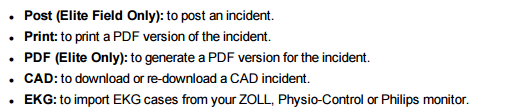 • Post (Elite Field Only): to post an incident.
• Print: to print a PDF version of the incident.
• PDF (Elite Only): to generate a PDF version for the incident.
• CAD: to download or re-download a CAD incident.
• EKG: to import EKG cases from your ZOLL, Physio-Control or Philips monitor.